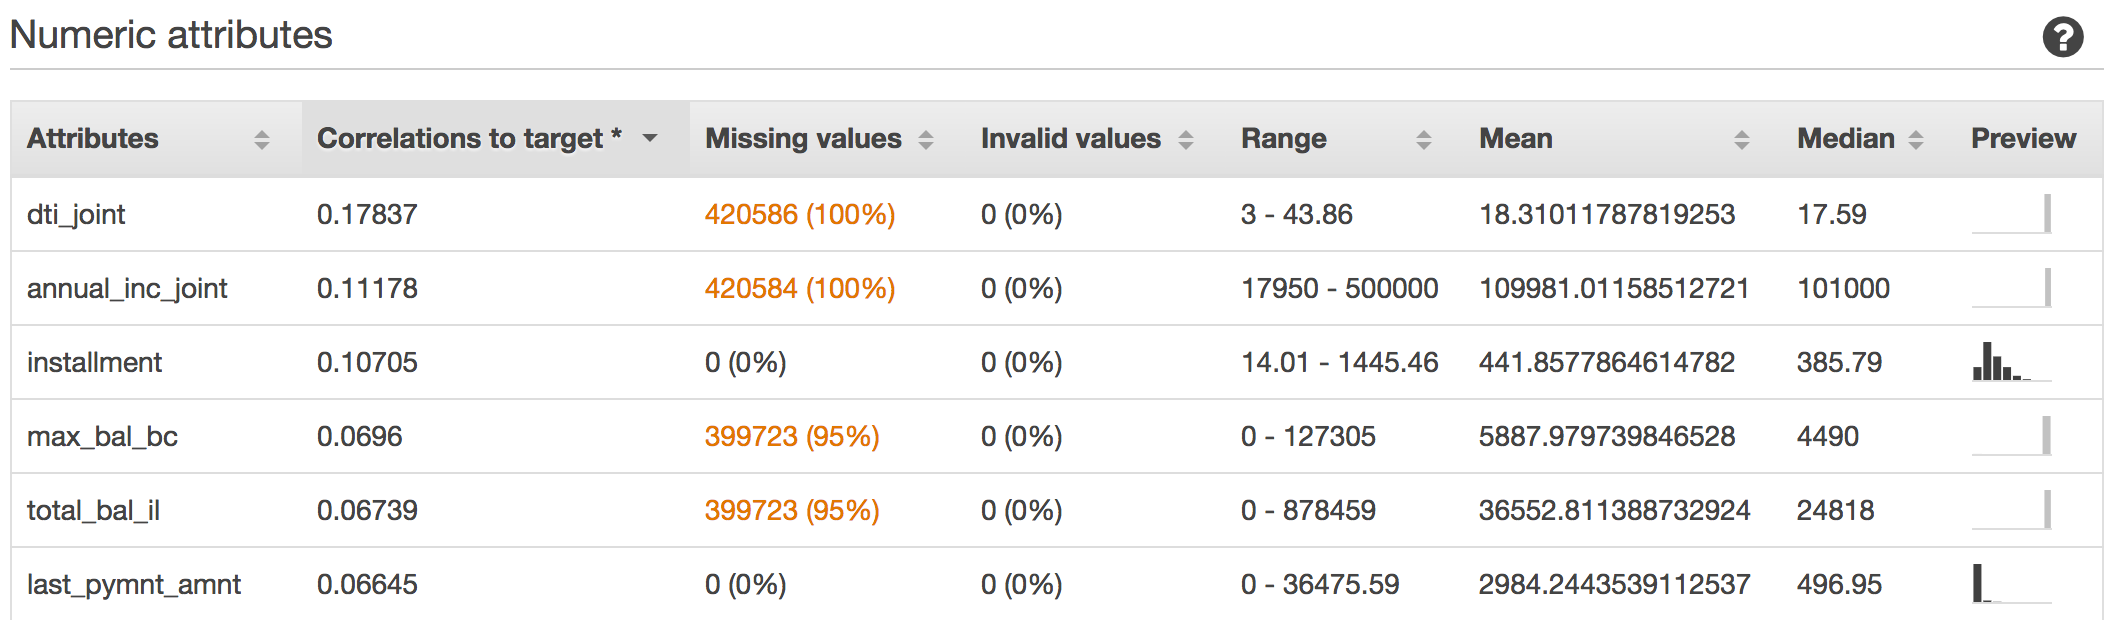 Numeric attributes
?
Attributes Correlations to target * Missing values Invalid values Range Mean Median Preview
dti_joint 0.17837 420586 (100%) 0 (0%) 3 - 43.86 18.31011787819253 17.59
annual_inc_joint 0.11178 420584 (100%) 0 (0%) 17950 - 500000 109981.01158512721 101000
installment 0.10705 0 (0%) 0 (0%) 14.01 - 1445.46 441.8577864614782 385.79
max_bal_bc 0.0696 399723 (95%) 0 (0%) 0 - 127305 5887.979739846528 4490
total_bal_il 0.06739 399723 (95%) 0 (0%) 0 - 878459 36552.811388732924 24818
last_pymnt_amnt 0.06645 0 (0%) 0 (0%) 0 - 36475.59 2984.2443539112537 496.95